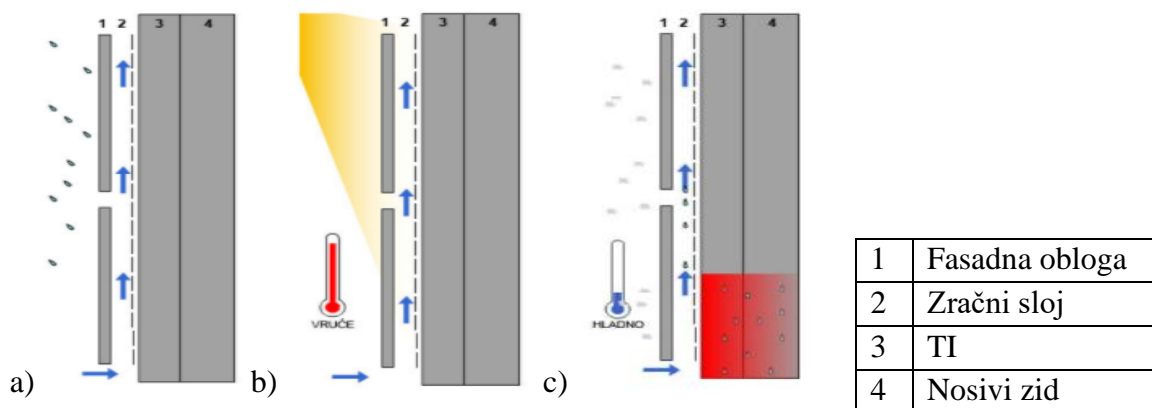 1 2 3 4
1 2 3 4
1 2 3 4
VRUĆE
HLADNO
a)
b)
c)
1 Fasadna obloga
2 Zračni sloj
3 TI
4 Nosivi zid